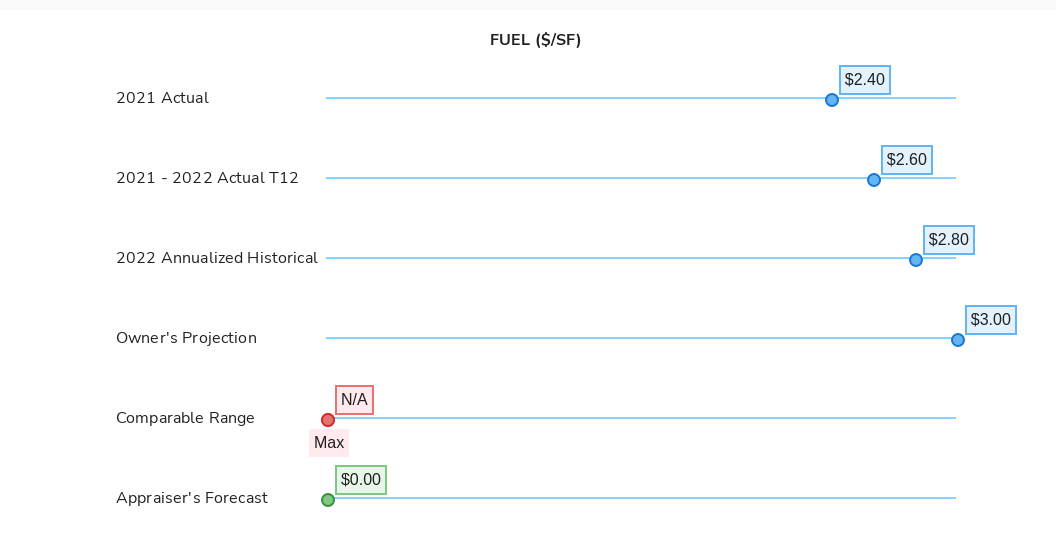 FUEL ($/SF)
2021 Actual
$2.40
2021 - 2022 Actual T12
$2.60
2022 Annualized Historical
$2.80
Owner's Projection
$3.00
Comparable Range
N/A
Max
Appraiser's Forecast
$0.00